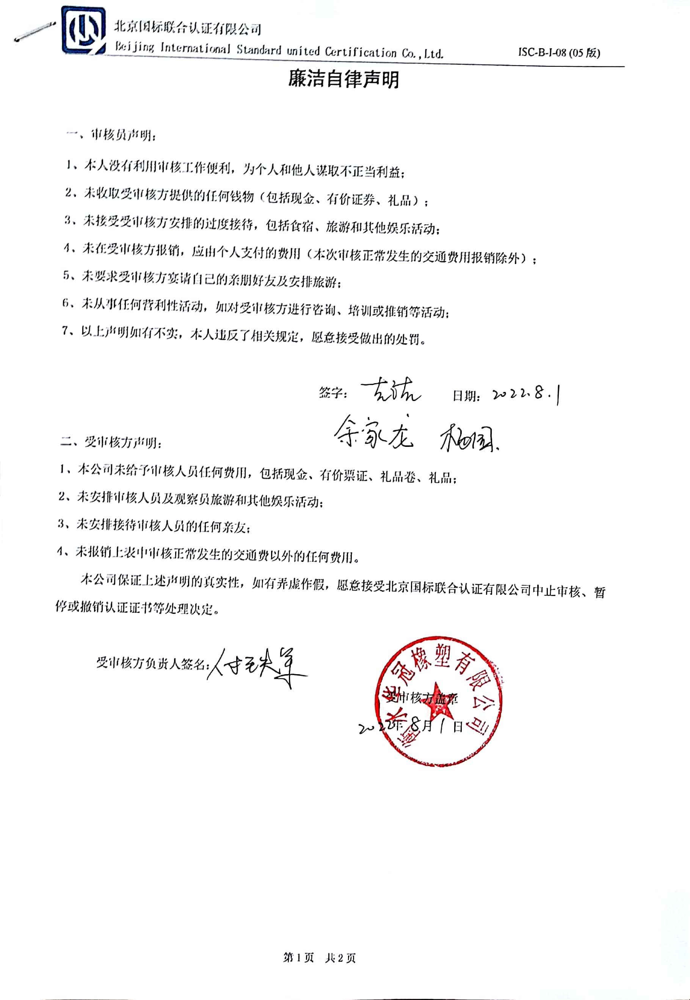 北京国标联合认证有限公司
Beijing International Standard united Certification Co.,Ltd.
ISC-B-I-08 (05 版)
廉洁自律声明
一、审核员声明：
1、本人没有利用审核工作便利，为个人和他人谋取不正当利益；
2、未收取受审核方提供的任何钱物（包括现金、有价证券、礼品）；
3、未接受受审核方安排的过度接待，包括食宿、旅游和其他娱乐活动；
4、未在受审核方报销，应由个人支付的费用（本次审核正常发生的交通费用报销除外）；
5、未要求受审核方宴请自己的亲朋好友及安排旅游；
6、未从事任何营利性活动，如对受审核方进行咨询、培训或推销等活动；
7、以上声明如有不实，本人违反了相关规定，愿意接受做出的处罚。
签字： 吉洁 日期：2022.8.1
余家龙 杨园
二、受审核方声明：
1、本公司未给予审核人员任何费用，包括现金、有价票证、礼品卷、礼品；
2、未安排审核人员及观察员旅游和其他娱乐活动；
3、未安排接待审核人员的任何亲友；
4、未报销上表中审核正常发生的交通费以外的任何费用。
本公司保证上述声明的真实性，如有弄虚作假，愿意接受北京国标联合认证有限公司中止审核、暂
停或撤销认证证书等处理决定。
受审核方负责人签名：
衡水佳冠橡塑有限公司
受审核方盖章
2022年 8月 1 日
第 1 页 共 2 页